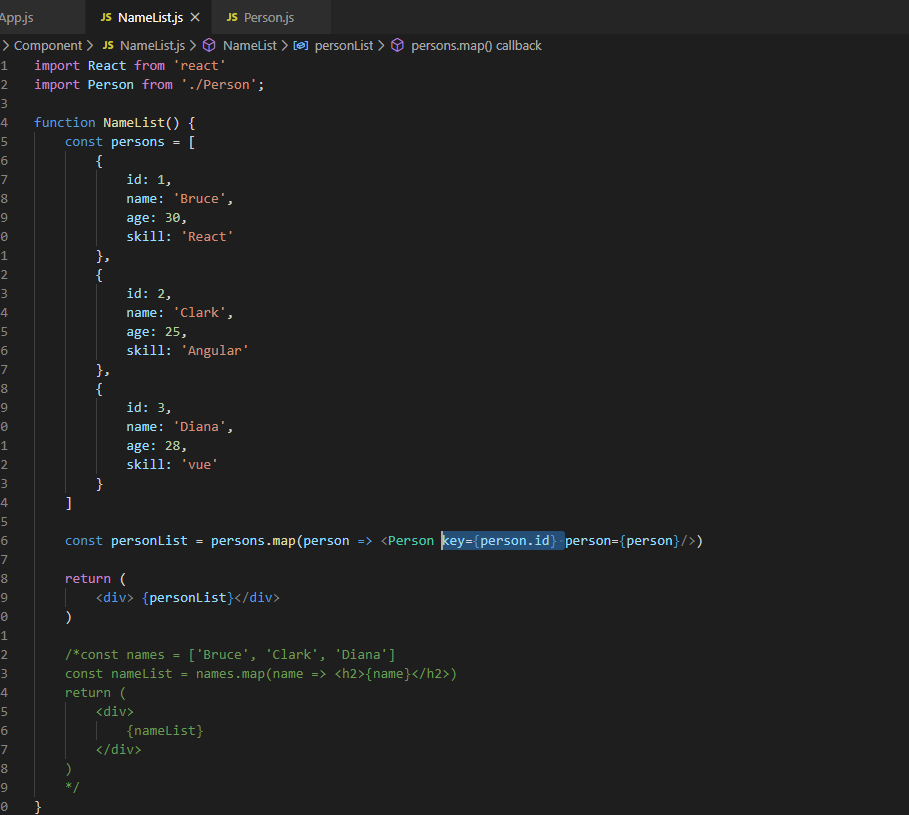 App.js JS NameList.js × JS Person.js
> Component > JS NameList.js > NameList > personList > persons.map() callback
1 import React from 'react'
2 import Person from './Person';
3
4 function NameList() {
5     const persons = [
6         {
7             id: 1,
8             name: 'Bruce',
9             age: 30,
0             skill: 'React'
1         },
2         {
3             id: 2,
4             name: 'Clark',
5             age: 25,
6             skill: 'Angular'
7         },
8         {
9             id: 3,
0             name: 'Diana',
1             age: 28,
2             skill: 'vue'
3         }
4     ]
5
6     const personList = persons.map(person => <Person key={person.id} person={person}/>)
7
8     return (
9         <div> {personList}</div>
0     )
1
2     /*const names = ['Bruce', 'Clark', 'Diana']
3     const nameList = names.map(name => <h2>{name}</h2>)
4     return (
5         <div>
6             {nameList}
7         </div>
8     )
9     */
0 }